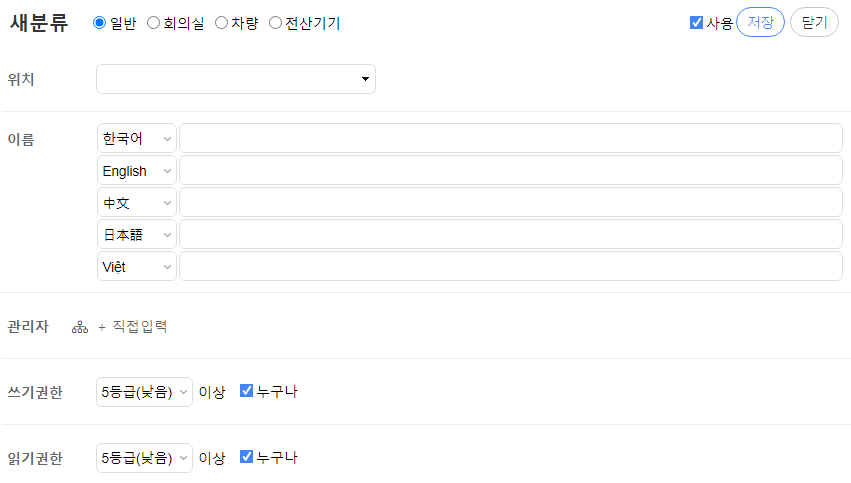 새분류 일반 회의실 차량 전산기기 사용 저장 닫기
위치
이름 한국어
English
中文
日本語
Việt
관리자 + 직접입력
쓰기권한 5등급(낮음) 이상 누구나
읽기권한 5등급(낮음) 이상 누구나